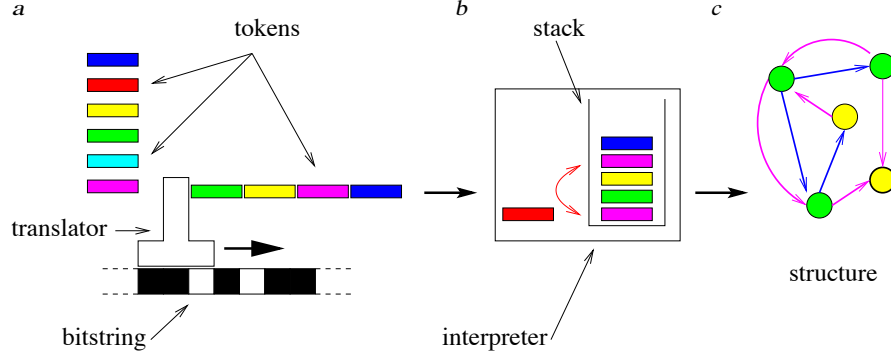 a
tokens
translator
bitstring
b
stack
interpreter
c
structure